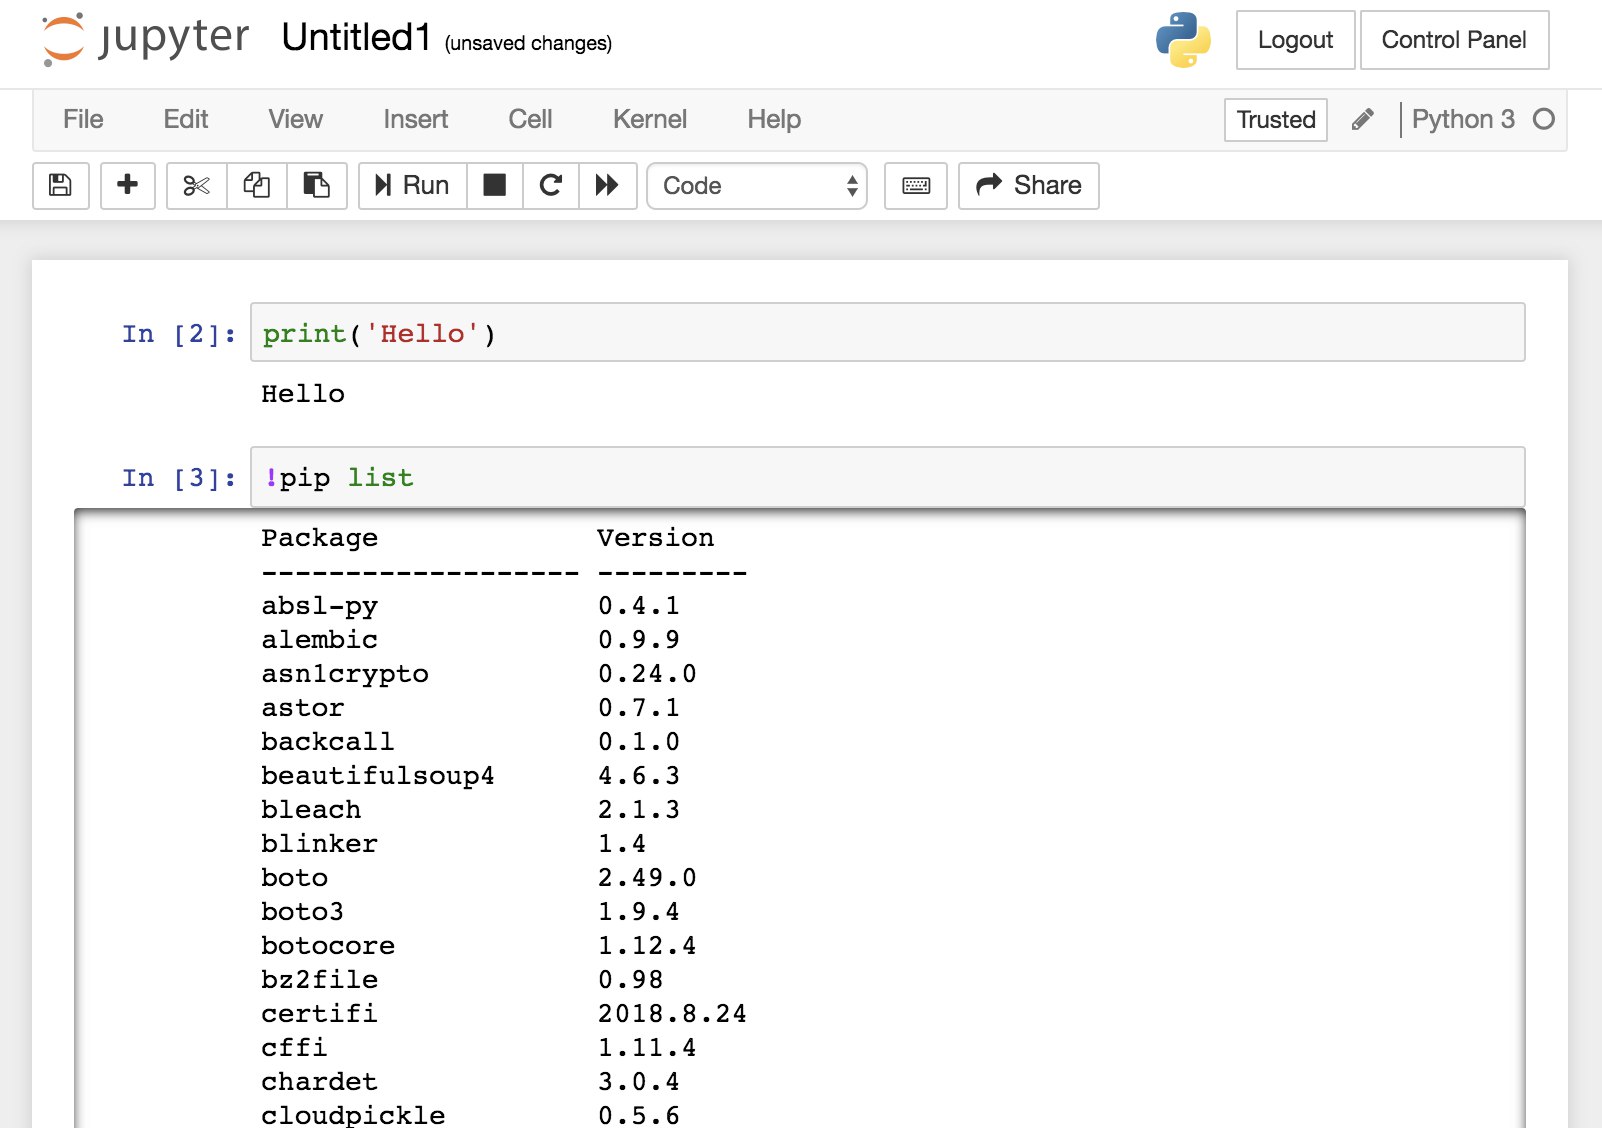 jupyter Untitled1 (unsaved changes) Logout Control Panel
File Edit View Insert Cell Kernel Help Trusted Python 3
Run Code Share
In [2]: print('Hello')
Hello
In [3]: !pip list
Package Version
------------------- ---------
absl-py 0.4.1
alembic 0.9.9
asn1crypto 0.24.0
astor 0.7.1
backcall 0.1.0
beautifulsoup4 4.6.3
bleach 2.1.3
blinker 1.4
boto 2.49.0
boto3 1.9.4
botocore 1.12.4
bz2file 0.98
certifi 2018.8.24
cffi 1.11.4
chardet 3.0.4
cloudpickle 0.5.6